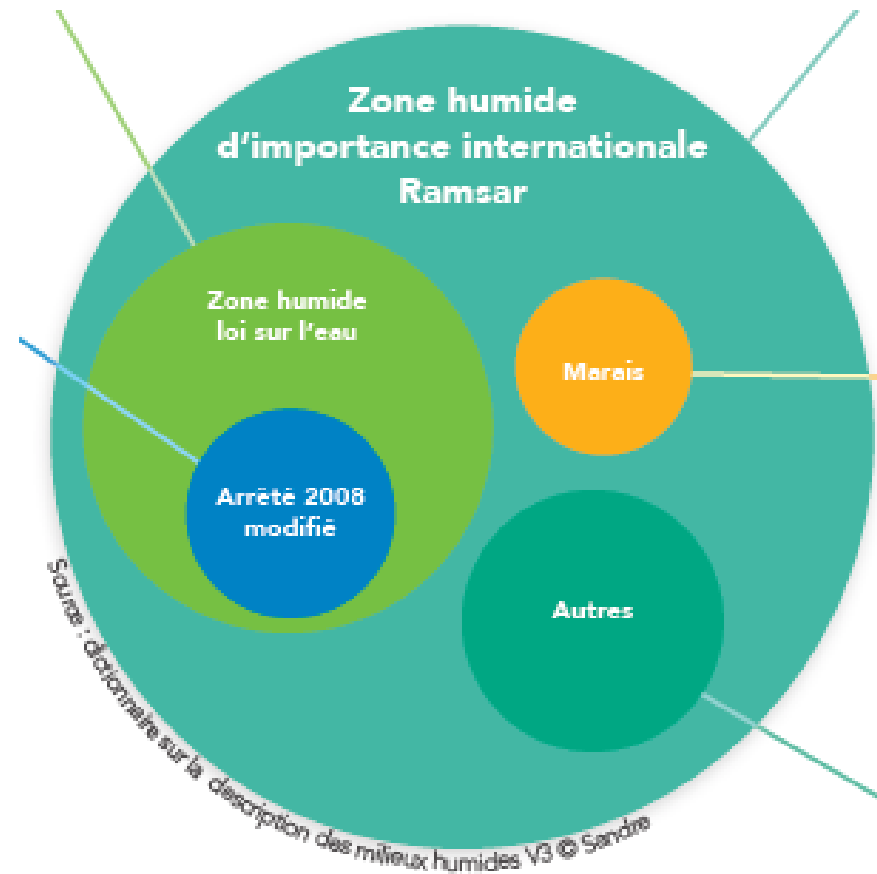 Zone humide
d'importance internationale
Ramsar
Zone humide
loi sur l'eau
Marais
Arrêté 2008
modifié
Autres
Source : dictionnaire sur la description des milieux humides V3 © Sandre